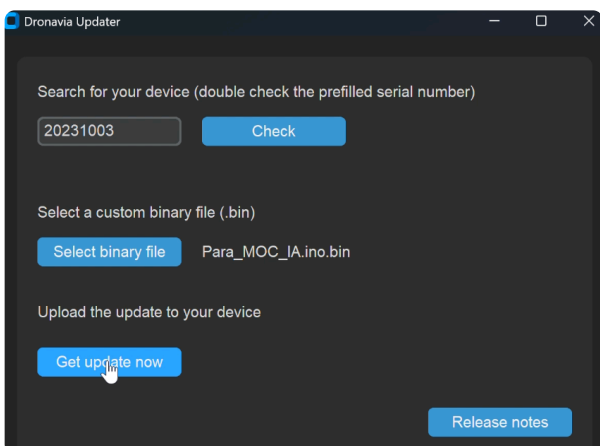 Dronavia Updater
Search for your device (double check the prefilled serial number)
20231003 Check
Select a custom binary file (.bin)
Select binary file Para_MOC_IA.ino.bin
Upload the update to your device
Get update now
Release notes